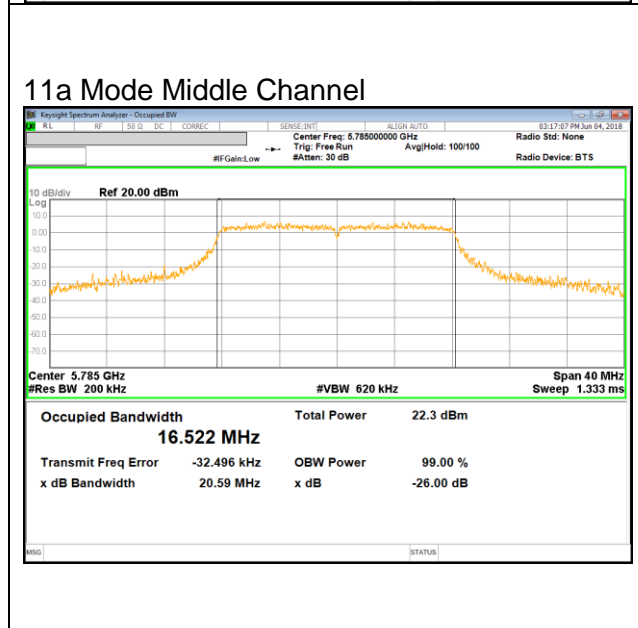 11a Mode Middle Channel
Keysight Spectrum Analyzer - Occupied BW
RL RF 50 Ω DC CORREC SENSE:INT ALIGN AUTO 03:17:07 PM Jun 04, 2018
Center Freq: 5.785000000 GHz Radio Std: None
Trig: Free Run Avg|Hold: 100/100
#IFGain:Low #Atten: 30 dB Radio Device: BTS
10 dB/div Ref 20.00 dBm
Log
10.0
0.00
-10.0
-20.0
-30.0
-40.0
-50.0
-60.0
-70.0
Center 5.785 GHz Span 40 MHz
#Res BW 200 kHz #VBW 620 kHz Sweep 1.333 ms
Occupied Bandwidth Total Power 22.3 dBm
16.522 MHz
Transmit Freq Error -32.496 kHz OBW Power 99.00 %
x dB Bandwidth 20.59 MHz x dB -26.00 dB
MSG STATUS